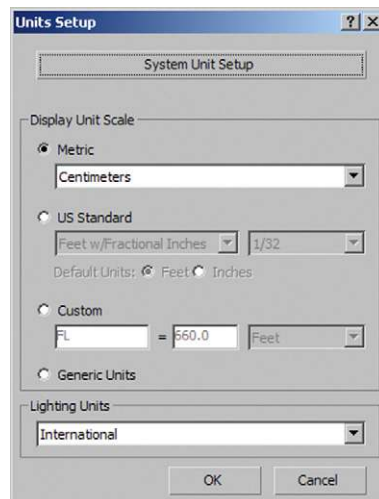 Units Setup
System Unit Setup
Display Unit Scale
Metric
Centimeters
US Standard
Feet w/Fractional Inches 1/32
Default Units: Feet Inches
Custom
FL = 660.0 Feet
Generic Units
Lighting Units
International
OK Cancel